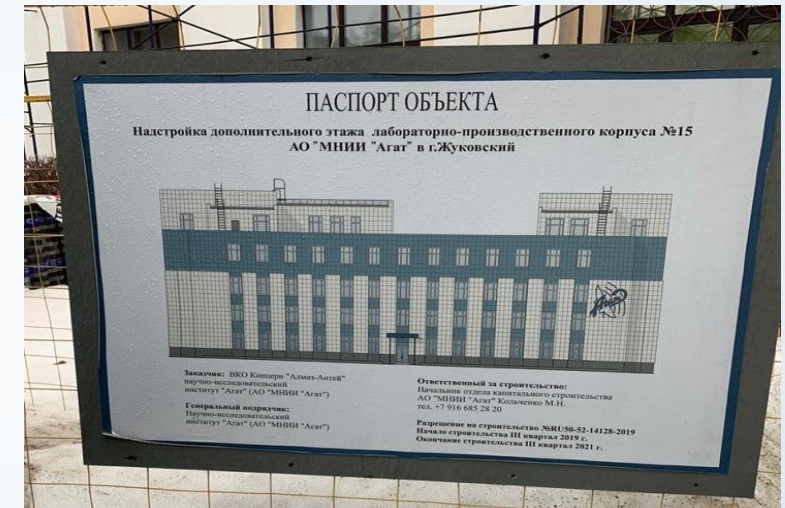 ПАСПОРТ ОБЪЕКТА
Надстройка дополнительного этажа лабораторно-производственного корпуса №15
АО "МНИИ "Агат" в г.Жуковский
Агат
Заказчик: ВКО Концерн "Алмаз-Антей"
научно-исследовательский
институт "Агат" (АО "МНИИ "Агат")
Генеральный подрядчик:
Научно-исследовательский
институт "Агат" (АО "МНИИ "Агат")
Ответственный за строительство:
Начальник отдела капитального строительства
АО "МНИИ "Агат" Кольченко М.Н.
тел. +7 916 685 28 20
Разрешение на строительство №RU50-52-14128-2019
Начало строительства III квартал 2019 г.
Окончание строительства III квартал 2021 г.